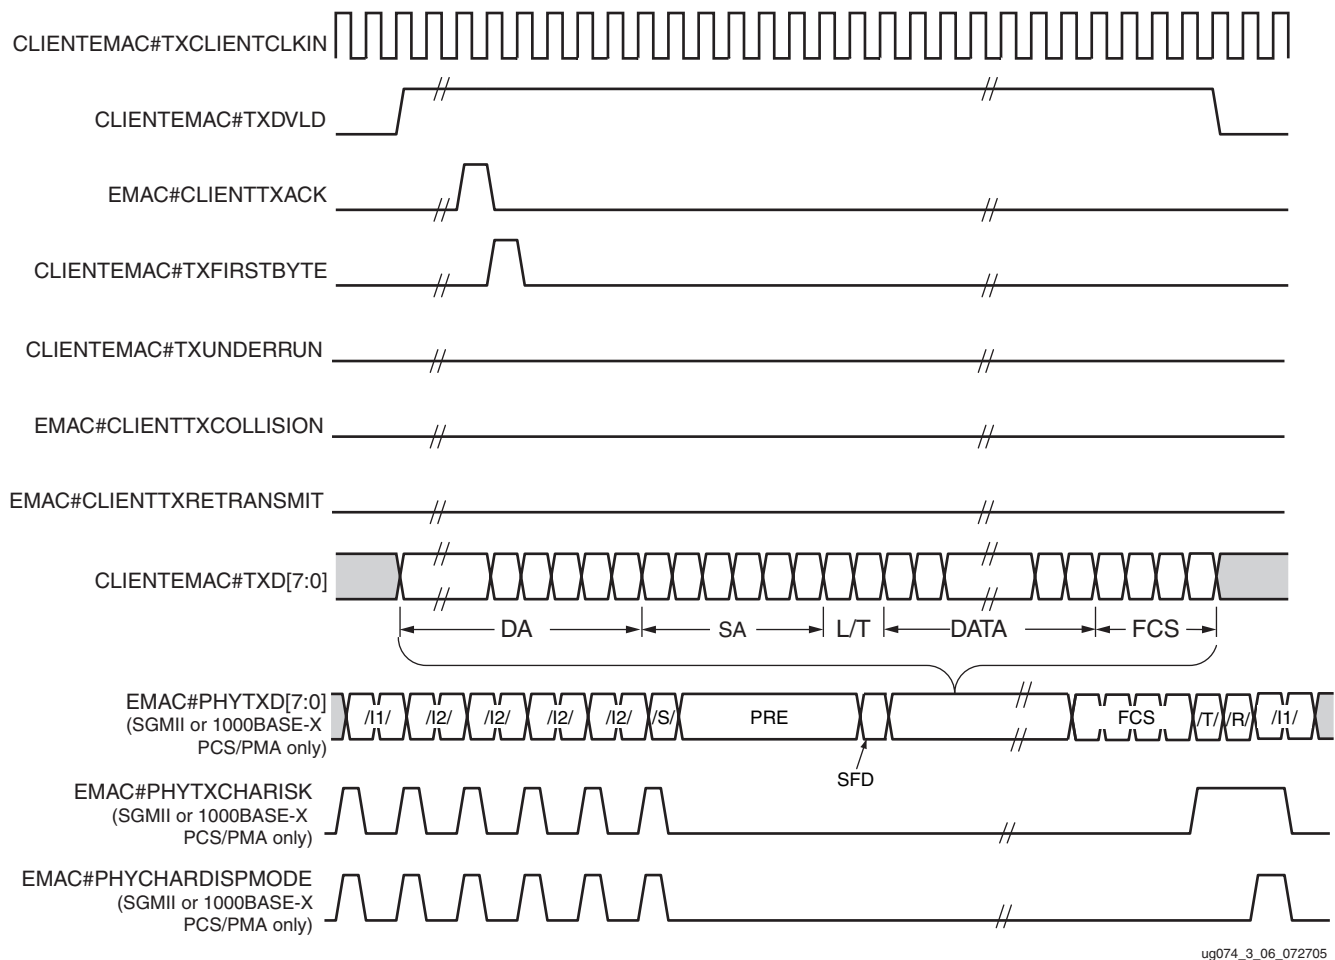 CLIENTEMAC#TXCLIENTCLKIN
CLIENTEMAC#TXDVLD
EMAC#CLIENTTXACK
CLIENTEMAC#TXFIRSTBYTE
CLIENTEMAC#TXUNDERRUN
EMAC#CLIENTTXCOLLISION
EMAC#CLIENTTXRETRANSMIT
CLIENTEMAC#TXD[7:0]
DA SA L/T DATA FCS
EMAC#PHYTXD[7:0]
(SGMII or 1000BASE-X
PCS/PMA only)
/I1/ /I2/ /I2/ /I2/ /I2/ /S/ PRE FCS /T/ /R/ /I1/
SFD
EMAC#PHYTXCHARISK
(SGMII or 1000BASE-X
PCS/PMA only)
EMAC#PHYCHARDISPMODE
(SGMII or 1000BASE-X
PCS/PMA only)
ug074_3_06_072705